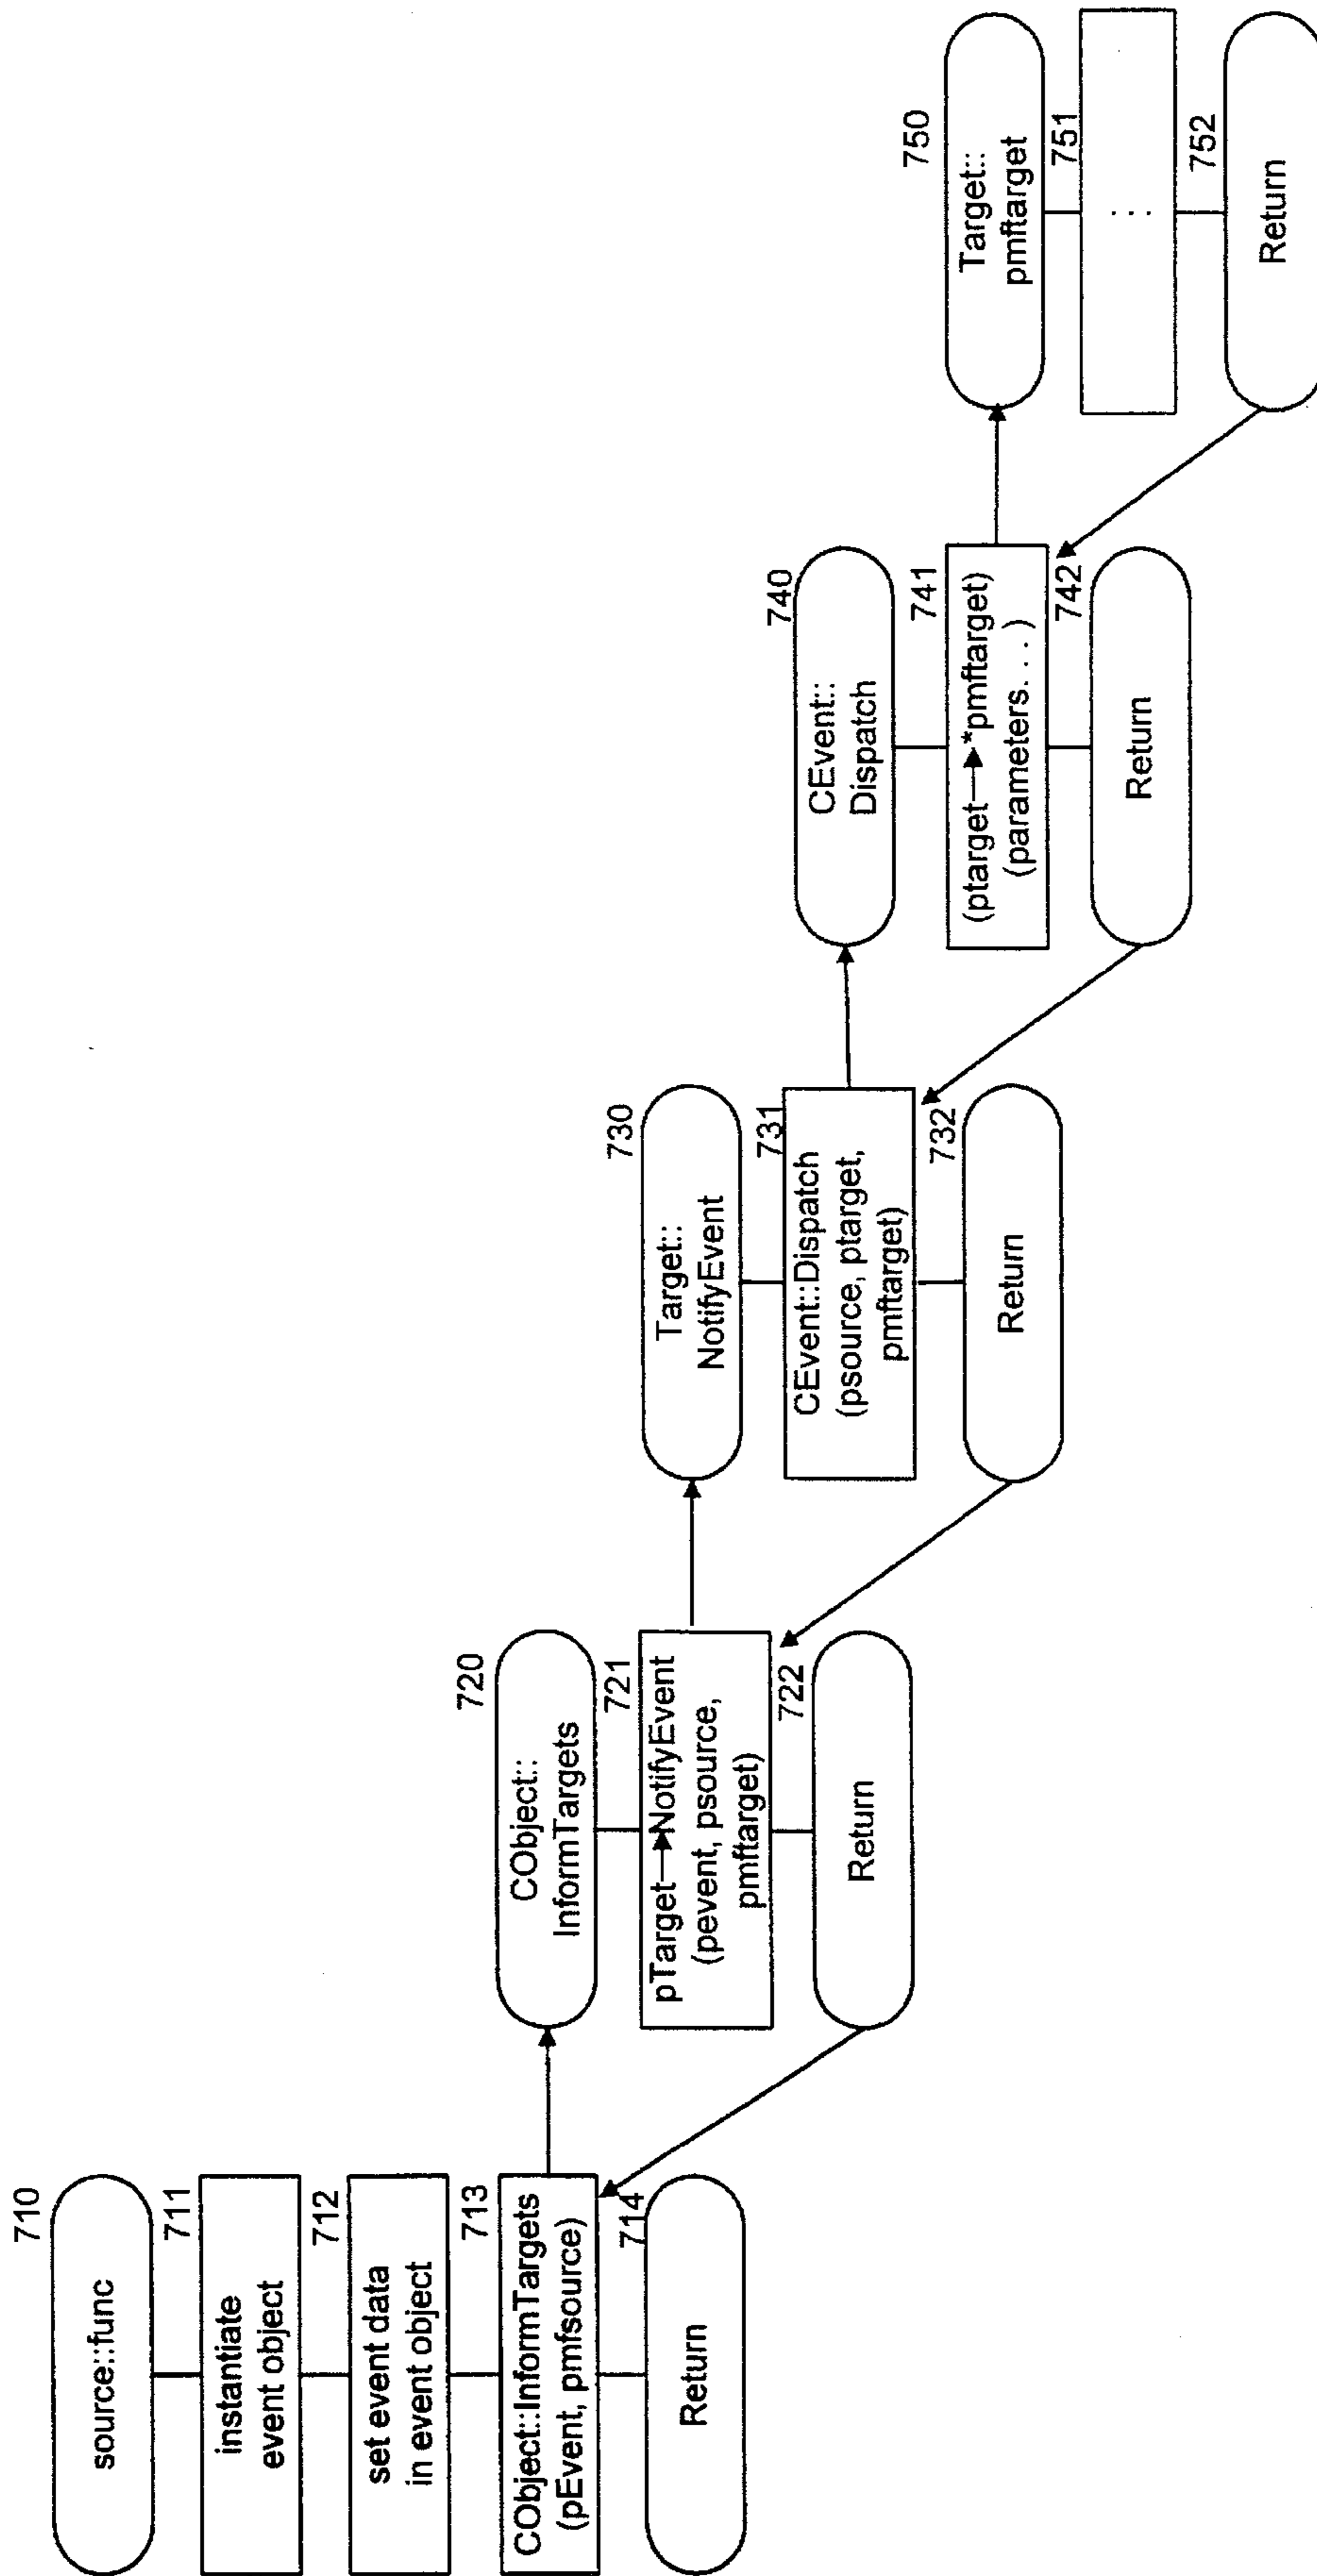 710
source::func
711
instantiate
event object
712
set event data
in event object
713
CObject::InformTargets
(pEvent, pmfsource)
714
Return
720
CObject::
InformTargets
721
pTarget→NotifyEvent
(pevent, psource,
pmftarget)
722
Return
730
Target::
NotifyEvent
731
CEvent::Dispatch
(psource, ptarget,
pmftarget)
732
Return
740
CEvent::
Dispatch
741
(ptarget→*pmftarget)
(parameters. . . )
742
Return
750
Target::
pmftarget
751
. . .
752
Return